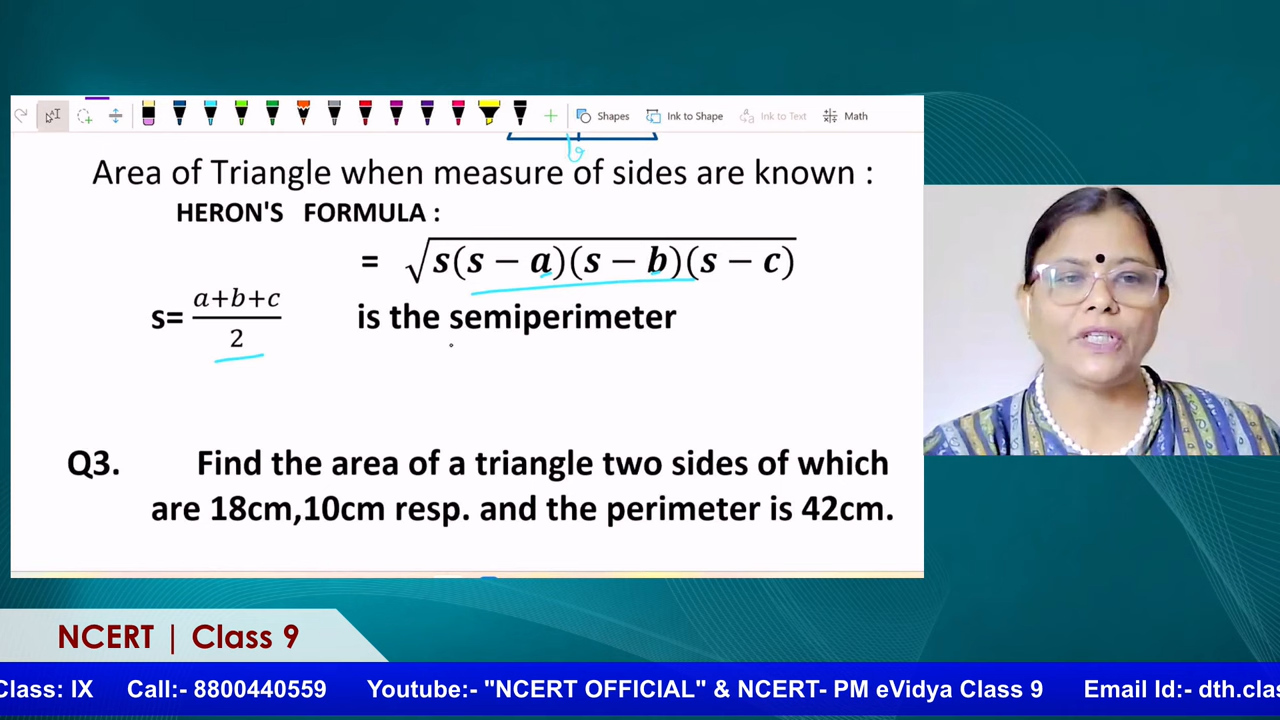 Shapes Ink to Shape Ink to Text Math
b
Area of Triangle when measure of sides are known :
HERON'S FORMULA :
= √s(s − a)(s − b)(s − c)
s= a+b+c/2 is the semiperimeter
Q3. Find the area of a triangle two sides of which
are 18cm,10cm resp. and the perimeter is 42cm.
NCERT | Class 9
Class: IX Call:- 8800440559 Youtube:- "NCERT OFFICIAL" & NCERT- PM eVidya Class 9 Email Id:- dth.clas